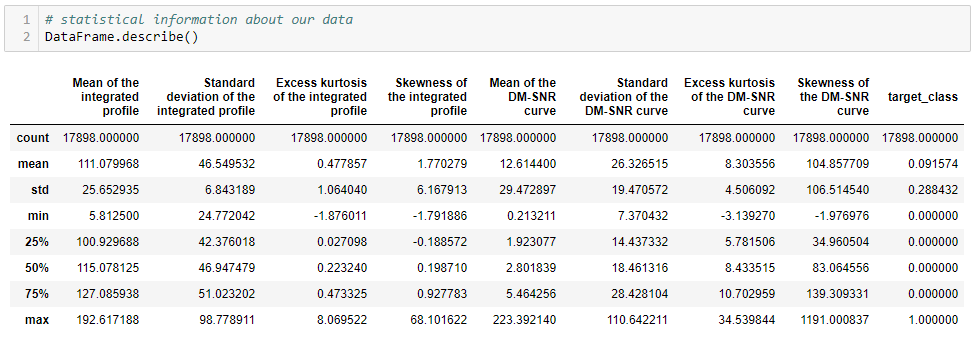 1 # statistical information about our data
2 DataFrame.describe()
Mean of the integrated profile Standard deviation of the integrated profile Excess kurtosis of the integrated profile Skewness of the integrated profile Mean of the DM-SNR curve Standard deviation of the DM-SNR curve Excess kurtosis of the DM-SNR curve Skewness of the DM-SNR curve target_class
count 17898.000000 17898.000000 17898.000000 17898.000000 17898.000000 17898.000000 17898.000000 17898.000000 17898.000000
mean 111.079968 46.549532 0.477857 1.770279 12.614400 26.326515 8.303556 104.857709 0.091574
std 25.652935 6.843189 1.064040 6.167913 29.472897 19.470572 4.506092 106.514540 0.288432
min 5.812500 24.772042 -1.876011 -1.791886 0.213211 7.370432 -3.139270 -1.976976 0.000000
25% 100.929688 42.376018 0.027098 -0.188572 1.923077 14.437332 5.781506 34.960504 0.000000
50% 115.078125 46.947479 0.223240 0.198710 2.801839 18.461316 8.433515 83.064556 0.000000
75% 127.085938 51.023202 0.473325 0.927783 5.464256 28.428104 10.702959 139.309331 0.000000
max 192.617188 98.778911 8.069522 68.101622 223.392140 110.642211 34.539844 1191.000837 1.000000